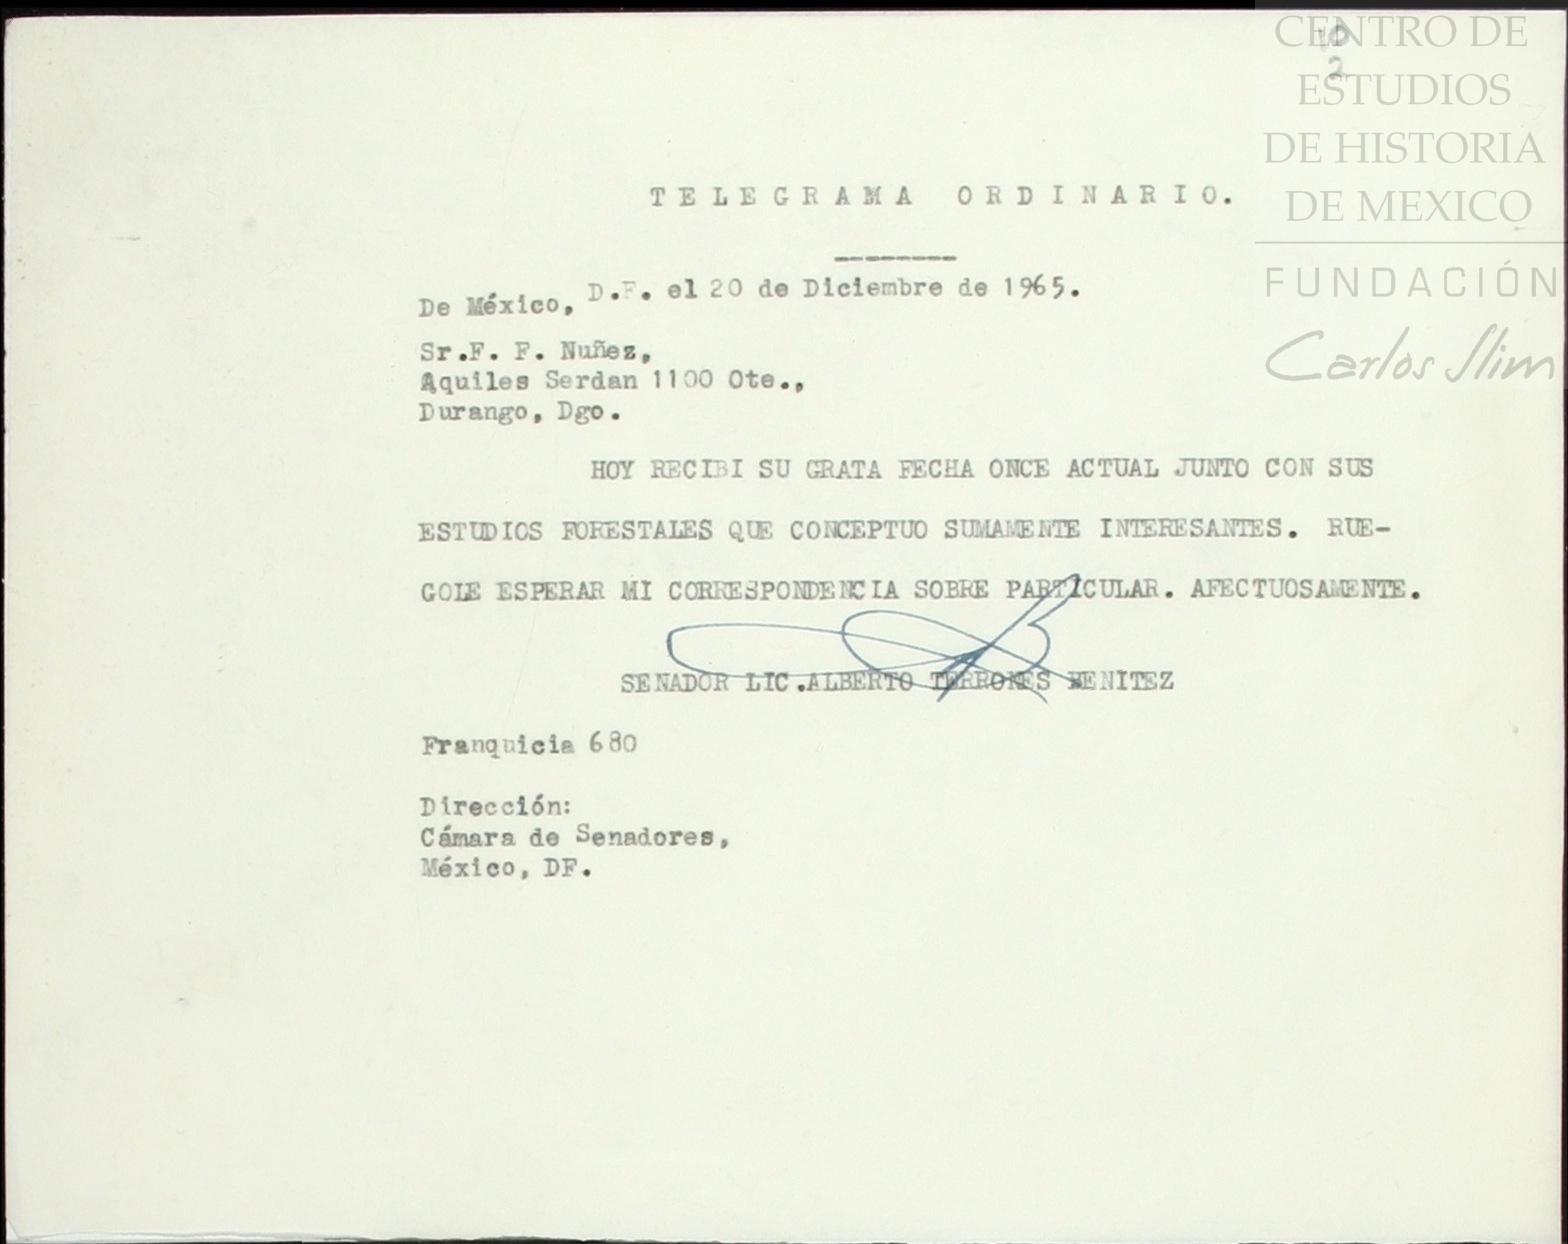 CENTRO DE
ESTUDIOS
DE HISTORIA
DE MEXICO
FUNDACIÓN
Carlos Slim
2
T E L E G R A M A   O R D I N A R I O.
De México, D.F. el 20 de Diciembre de 1965.
Sr.F. F. Nuñez,
Aquiles Serdan 1100 Ote.,
Durango, Dgo.
HOY RECIBI SU GRATA FECHA ONCE ACTUAL JUNTO CON SUS
ESTUDIOS FORESTALES QUE CONCEPTUO SUMAMENTE INTERESANTES. RUE-
GOLE ESPERAR MI CORRESPONDENCIA SOBRE PARTICULAR. AFECTUOSAMENTE.
SENADOR LIC.ALBERTO TERRONES BENITEZ
Franquicia 680
Dirección:
Cámara de Senadores,
México, DF.